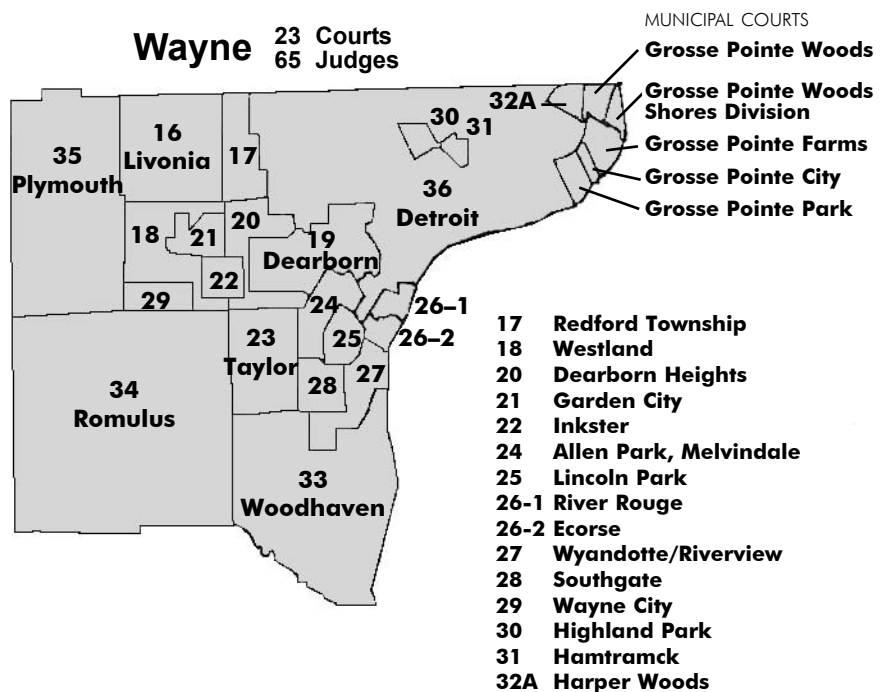 Wayne 23 Courts
65 Judges
MUNICIPAL COURTS
Grosse Pointe Woods
Grosse Pointe Woods
Shores Division
Grosse Pointe Farms
Grosse Pointe City
Grosse Pointe Park
35
Plymouth
16
Livonia
17
30
31
32A
36
Detroit
18
21
20
19
Dearborn
22
29
24
26–1
26–2
25
23
Taylor
27
28
34
Romulus
33
Woodhaven
17 Redford Township
18 Westland
20 Dearborn Heights
21 Garden City
22 Inkster
24 Allen Park, Melvindale
25 Lincoln Park
26-1 River Rouge
26-2 Ecorse
27 Wyandotte/Riverview
28 Southgate
29 Wayne City
30 Highland Park
31 Hamtramck
32A Harper Woods